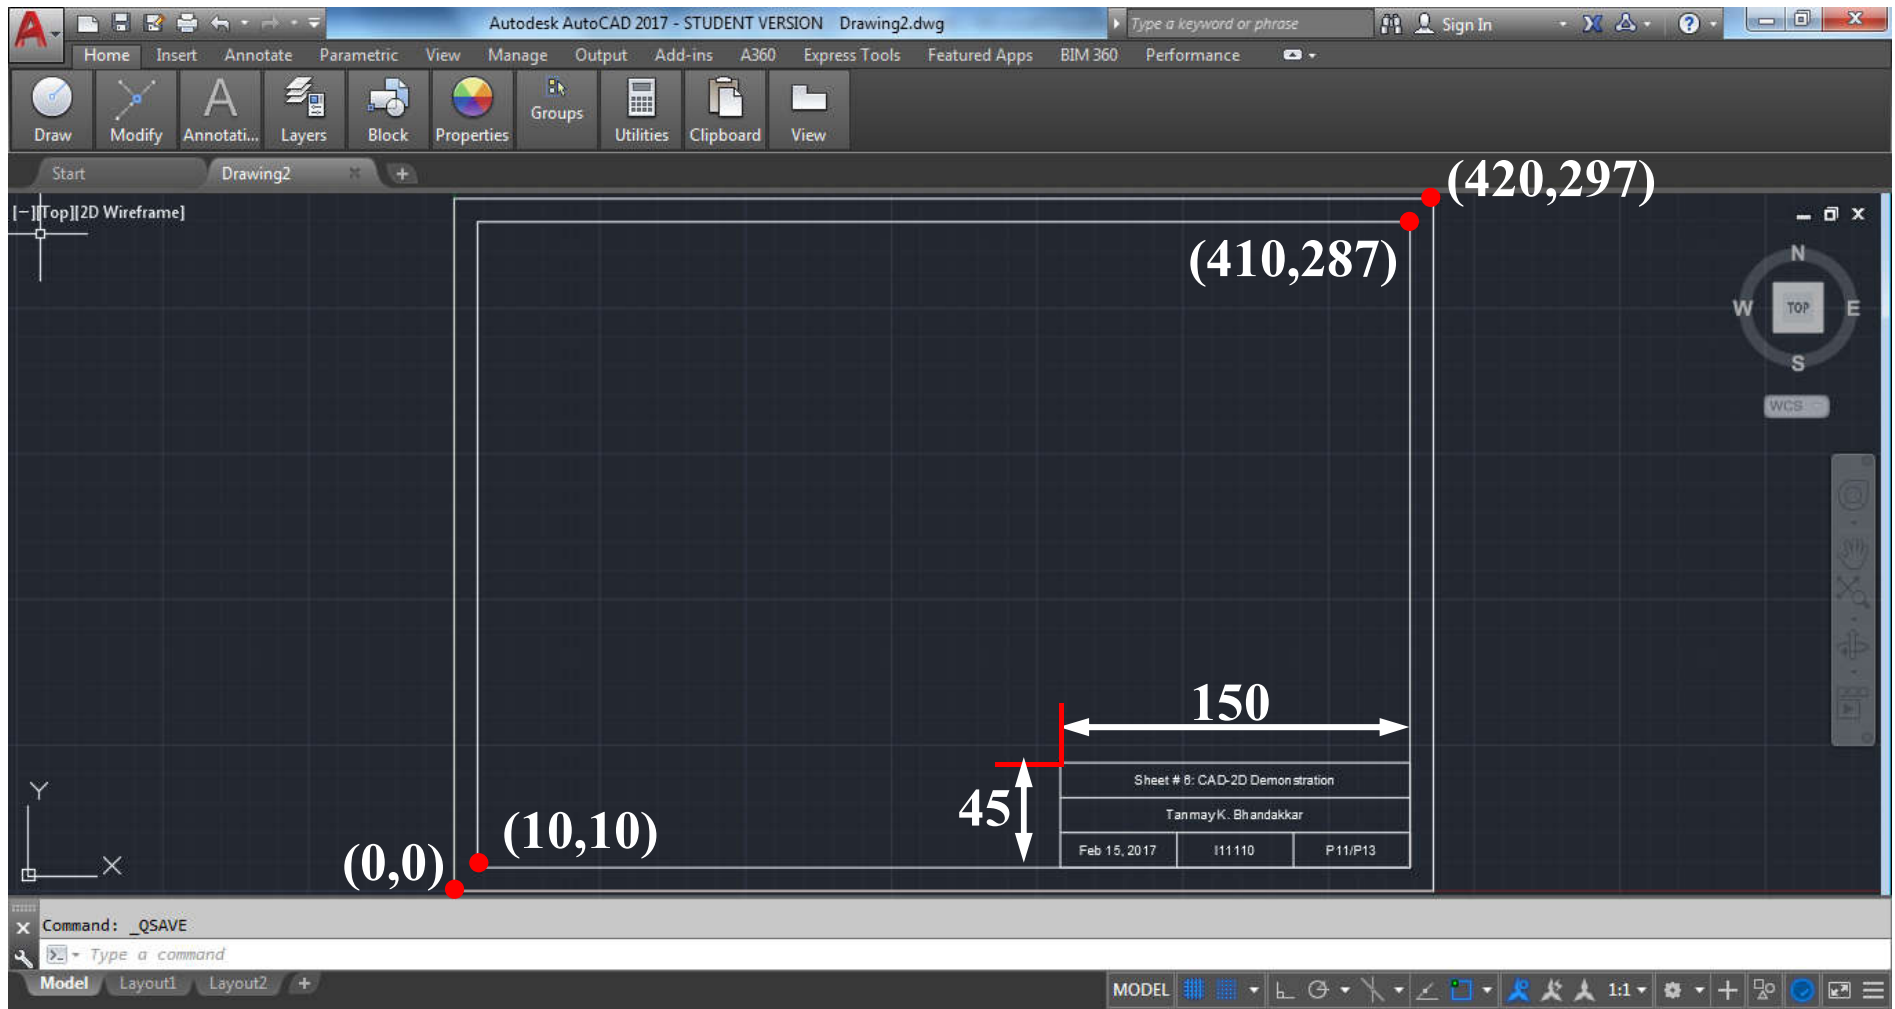 Autodesk AutoCAD 2017 - STUDENT VERSION Drawing2.dwg
Type a keyword or phrase
Sign In
Home Insert Annotate Parametric View Manage Output Add-ins A360 Express Tools Featured Apps BIM 360 Performance
Draw Modify Annotati... Layers Block Properties Groups Utilities Clipboard View
Start Drawing2
[−][Top][2D Wireframe]
(420,297)
(410,287)
N
W TOP E
S
WCS
150
45
Sheet # 6: CAD-2D Demonstration
Tanmay K. Bhandakkar
Feb 15, 2017 I11110 P11/P13
(10,10)
(0,0)
Y
X
Command: _QSAVE
Type a command
Model Layout1 Layout2 +
MODEL 1:1